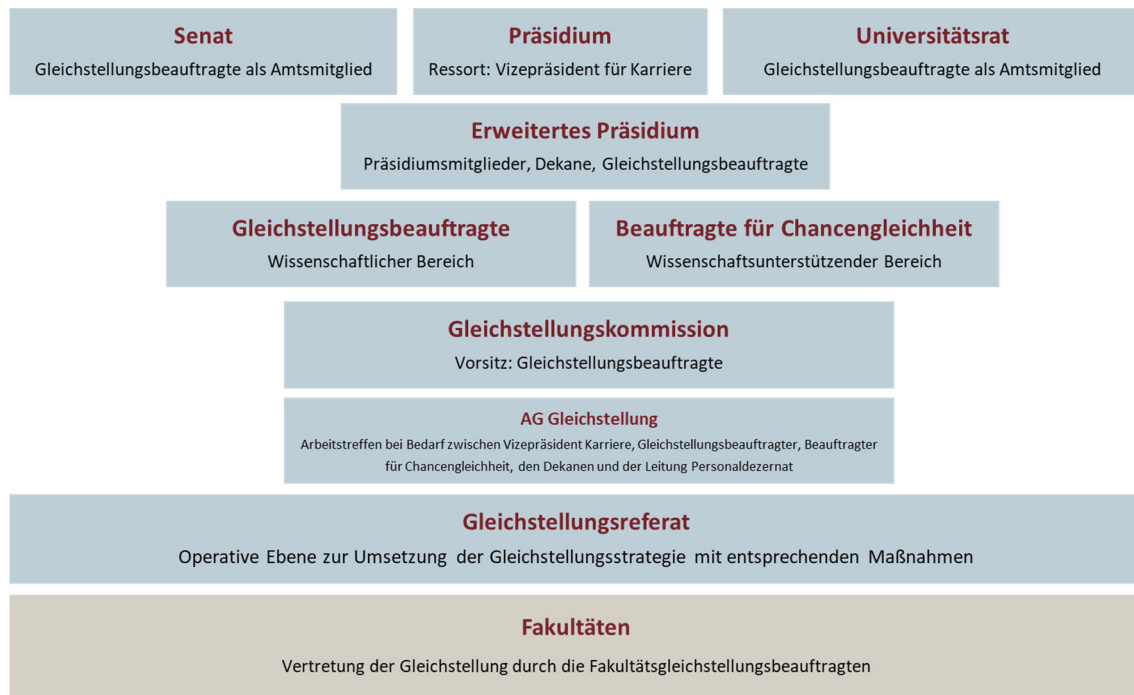 Senat
Gleichstellungsbeauftragte als Amtsmitglied
Präsidium
Ressort: Vizepräsident für Karriere
Universitätsrat
Gleichstellungsbeauftragte als Amtsmitglied
Erweitertes Präsidium
Präsidiumsmitglieder, Dekane, Gleichstellungsbeauftragte
Gleichstellungsbeauftragte
Wissenschaftlicher Bereich
Beauftragte für Chancengleichheit
Wissenschaftsunterstützender Bereich
Gleichstellungskommission
Vorsitz: Gleichstellungsbeauftragte
AG Gleichstellung
Arbeitstreffen bei Bedarf zwischen Vizepräsident Karriere, Gleichstellungsbeauftragter, Beauftragter
für Chancengleichheit, den Dekanen und der Leitung Personaldezernat
Gleichstellungsreferat
Operative Ebene zur Umsetzung der Gleichstellungsstrategie mit entsprechenden Maßnahmen
Fakultäten
Vertretung der Gleichstellung durch die Fakultätsgleichstellungsbeauftragten